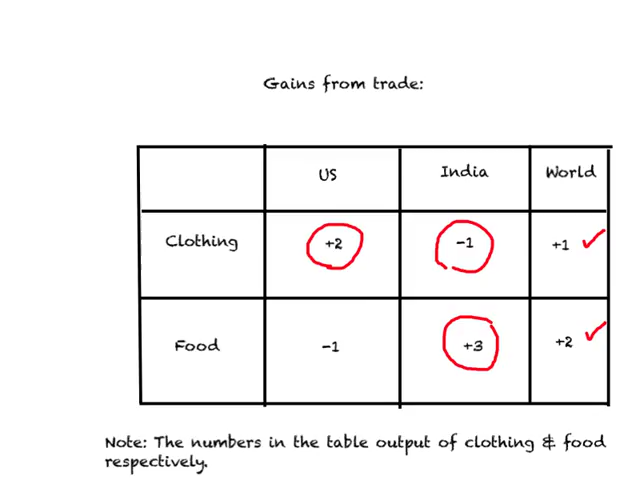 Gains from trade:
US India World
Clothing +2 -1 +1
Food -1 +3 +2
Note: The numbers in the table output of clothing & food
respectively.